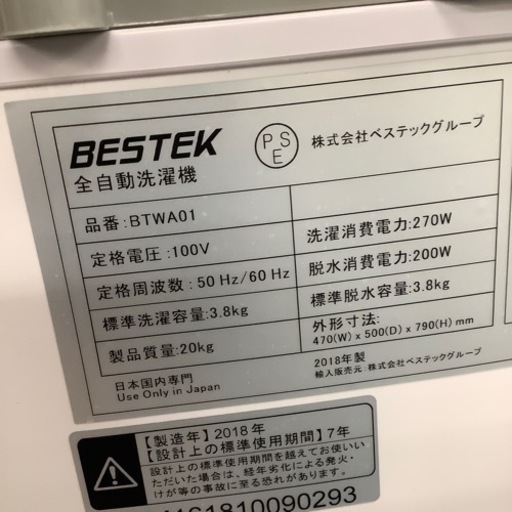 BESTEK
PSE
株式会社ベステックグループ
全自動洗濯機
品番:BTWA01
定格電圧:100V
洗濯消費電力:270W
定格周波数:50 Hz/60 Hz
脱水消費電力:200W
標準洗濯容量:3.8kg
標準脱水容量:3.8kg
製品質量:20kg
外形寸法:
470(W) x 500(D) x 790(H) mm
日本国内専門
Use Only in Japan
2018年製
輸入販売元:株式会社ベステックグループ
【製造年】2018年
【設計上の標準使用期間】7年
設計上の標準使用期間を越えてお使い
いただいた場合は、経年劣化による発火・
けが等の事故に至る恐れがあります。
1810090293